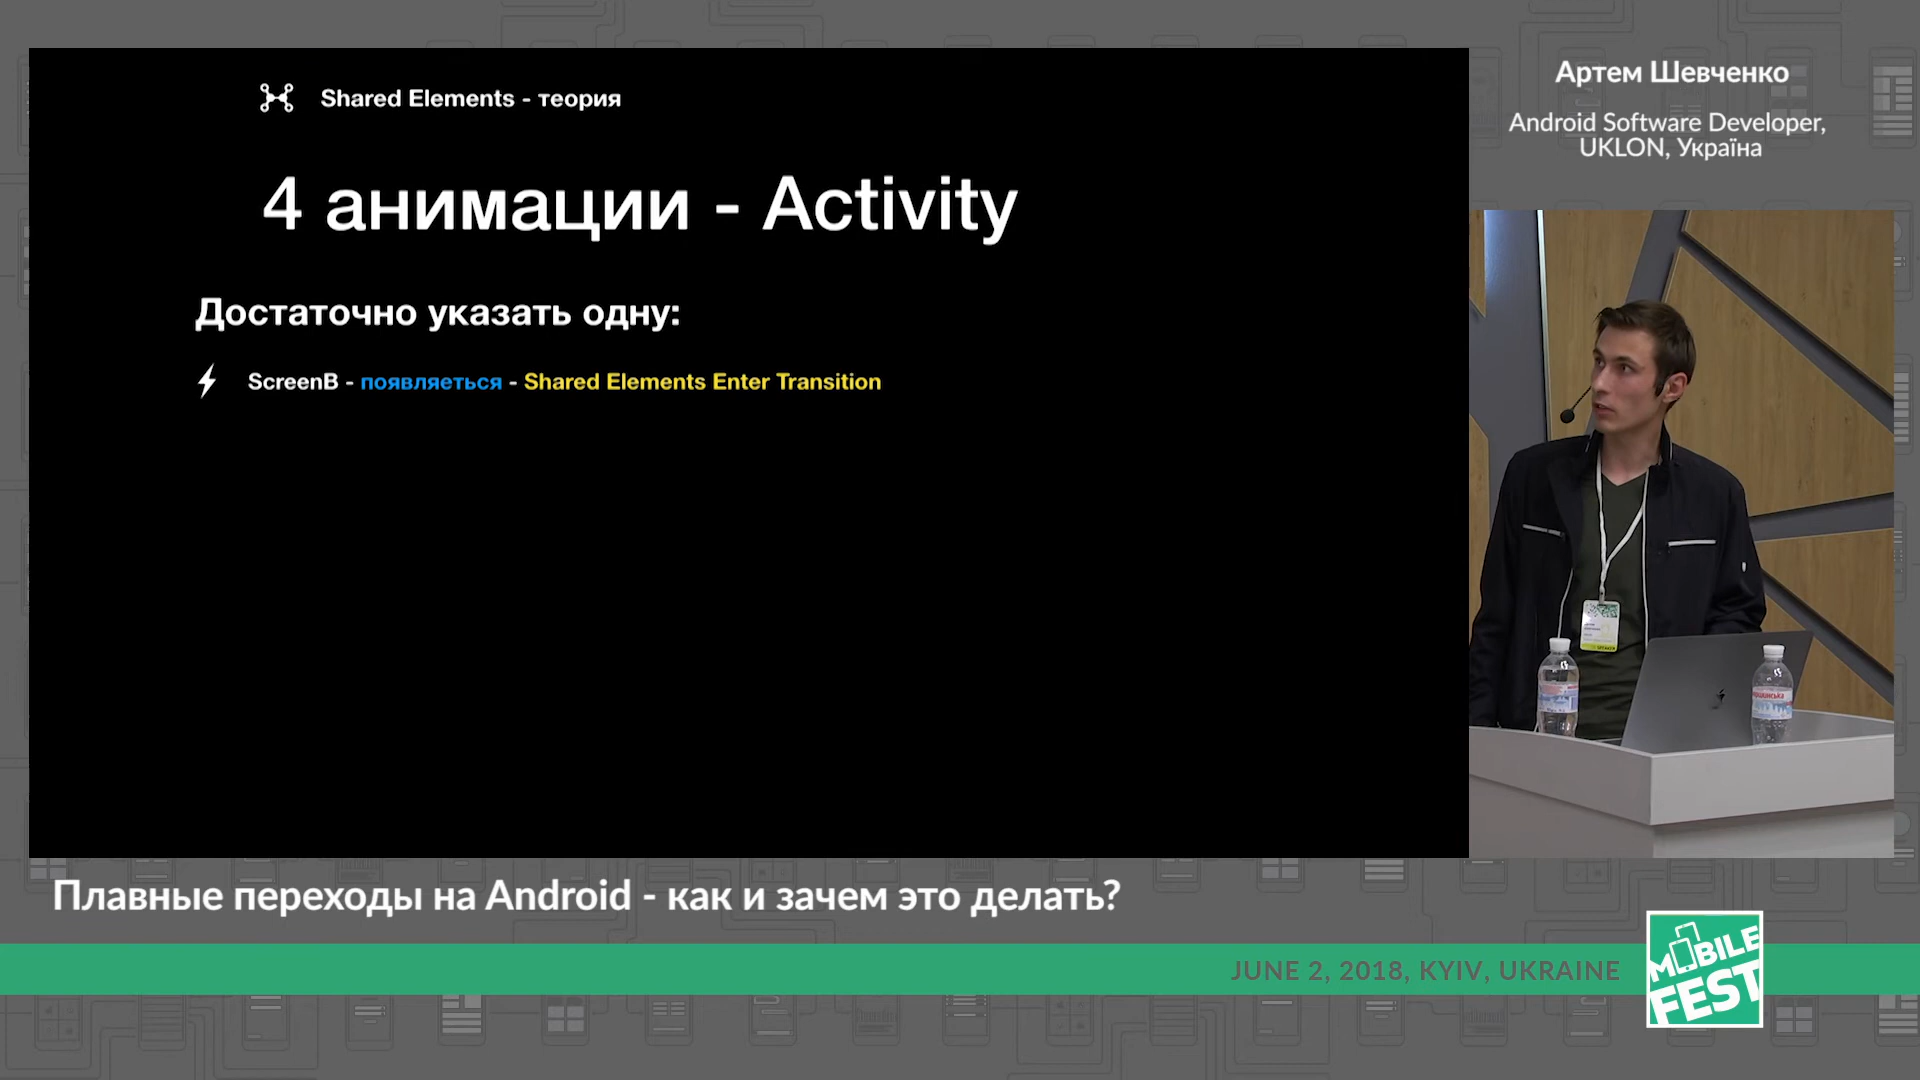 Shared Elements - теория
4 анимации - Activity
Достаточно указать одну:
ScreenB - появляеться - Shared Elements Enter Transition
Артем Шевченко
Android Software Developer,
UKLON, Україна
Плавные переходы на Android - как и зачем это делать?
JUNE 2, 2018, KYIV, UKRAINE
MOBILE
FEST